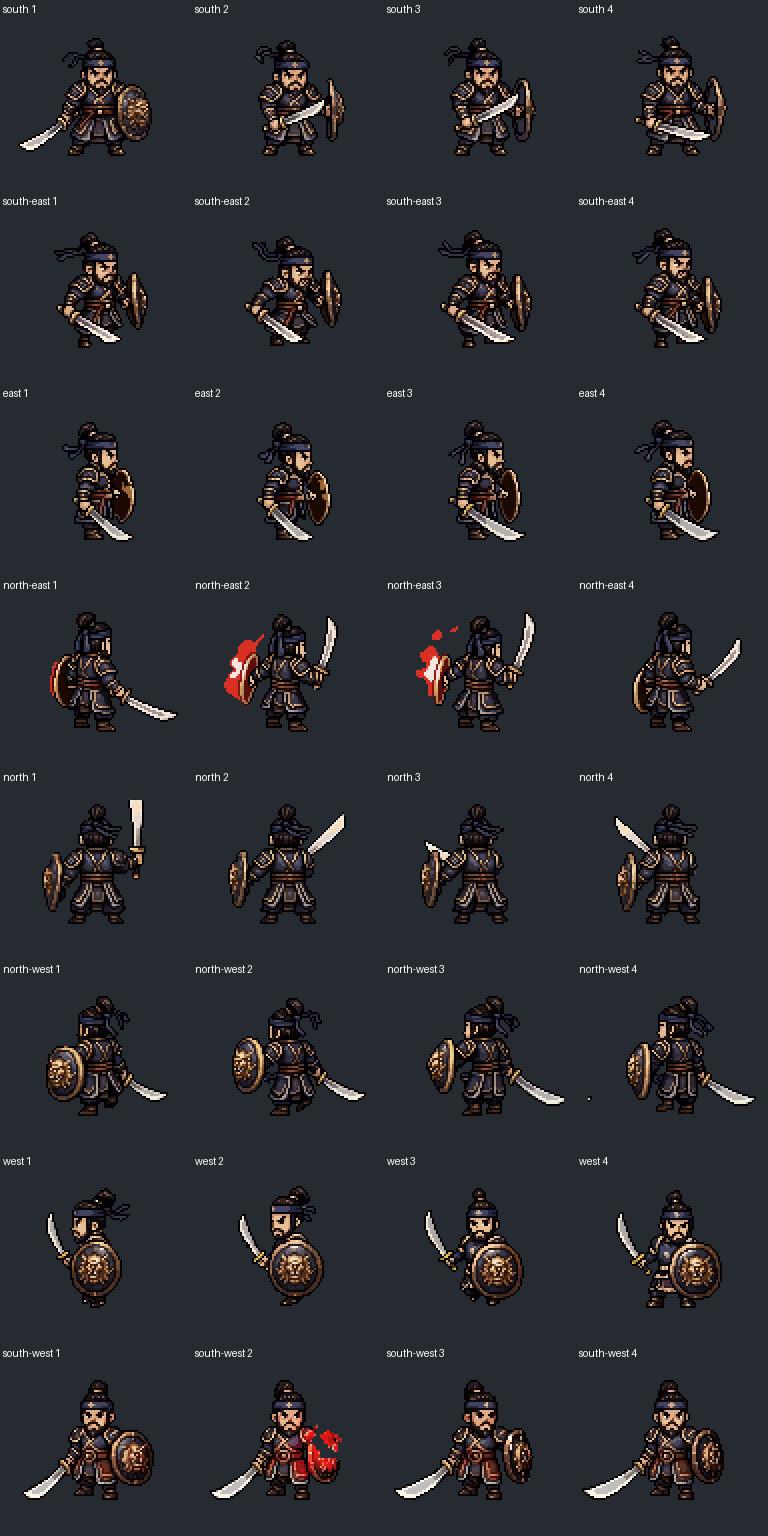 south 1 south 2 south 3 south 4
south-east 1 south-east 2 south-east 3 south-east 4
east 1 east 2 east 3 east 4
north-east 1 north-east 2 north-east 3 north-east 4
north 1 north 2 north 3 north 4
north-west 1 north-west 2 north-west 3 north-west 4
west 1 west 2 west 3 west 4
south-west 1 south-west 2 south-west 3 south-west 4